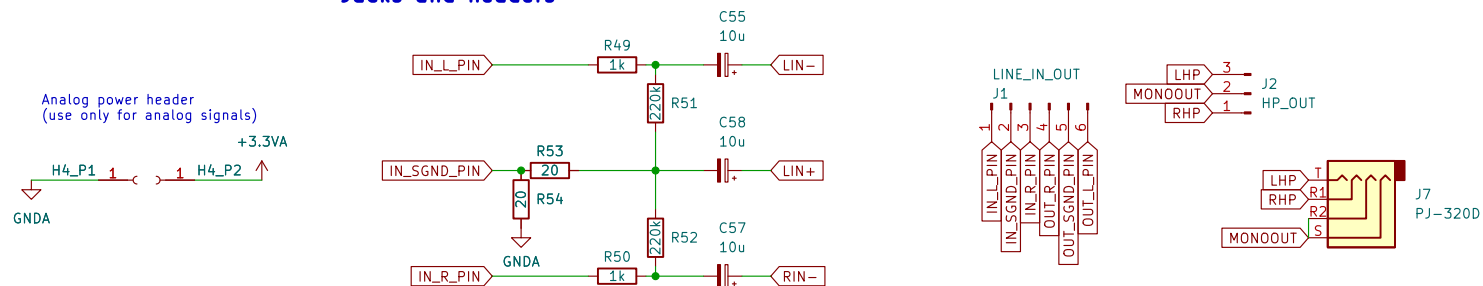 Analog power header
(use only for analog signals)
+3.3VA
H4_P1
1
1
H4_P2
GNDA
C55
10u
R49
IN_L_PIN
1k
LIN-
220k
R51
C58
10u
R53
IN_SGND_PIN
20
LIN+
20
R54
GNDA
220k
R52
C57
10u
R50
IN_R_PIN
1k
RIN-
LINE_IN_OUT
J1
1
2
3
4
5
6
IN_L_PIN
IN_SGND_PIN
IN_R_PIN
OUT_R_PIN
OUT_SGND_PIN
OUT_L_PIN
LHP
3
MONOOUT
2
RHP
1
J2
HP_OUT
LHP
T
RHP
R1
R2
MONOOUT
S
J7
PJ-320D